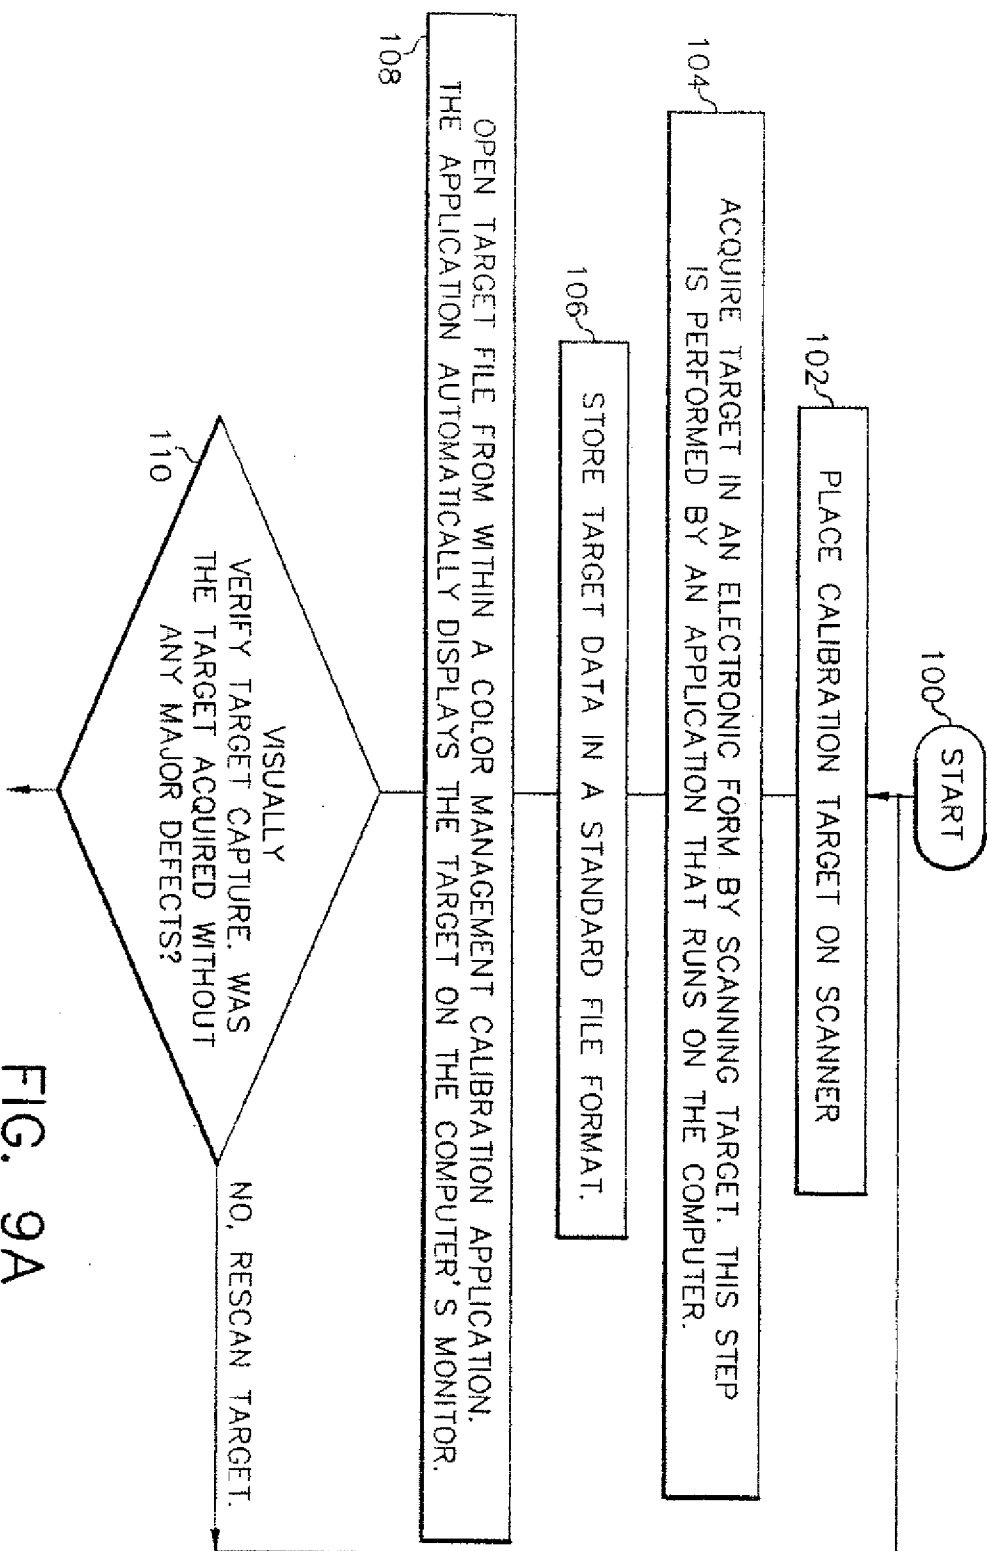 100
START
102
PLACE CALIBRATION TARGET ON SCANNER
104
ACQUIRE TARGET IN AN ELECTRONIC FORM BY SCANNING TARGET. THIS STEP
IS PERFORMED BY AN APPLICATION THAT RUNS ON THE COMPUTER.
106
STORE TARGET DATA IN A STANDARD FILE FORMAT.
108
OPEN TARGET FILE FROM WITHIN A COLOR MANAGEMENT CALIBRATION APPLICATION.
THE APPLICATION AUTOMATICALLY DISPLAYS THE TARGET ON THE COMPUTER'S MONITOR.
110
VISUALLY
VERIFY TARGET CAPTURE. WAS
THE TARGET ACQUIRED WITHOUT
ANY MAJOR DEFECTS?
NO, RESCAN TARGET.
FIG. 9A